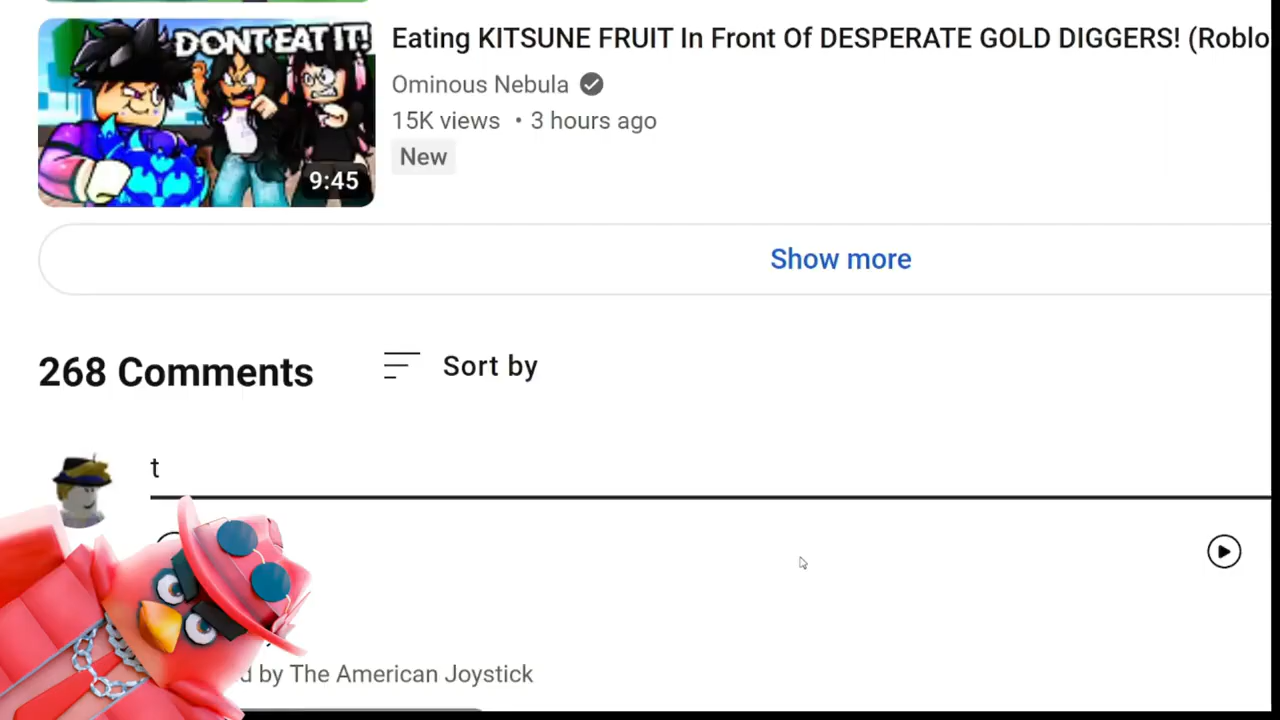 DONT EAT IT!
9:45
Eating KITSUNE FRUIT In Front Of DESPERATE GOLD DIGGERS! (Roblo
Ominous Nebula
15K views • 3 hours ago
New
Show more
268 Comments
Sort by
t
d by The American Joystick